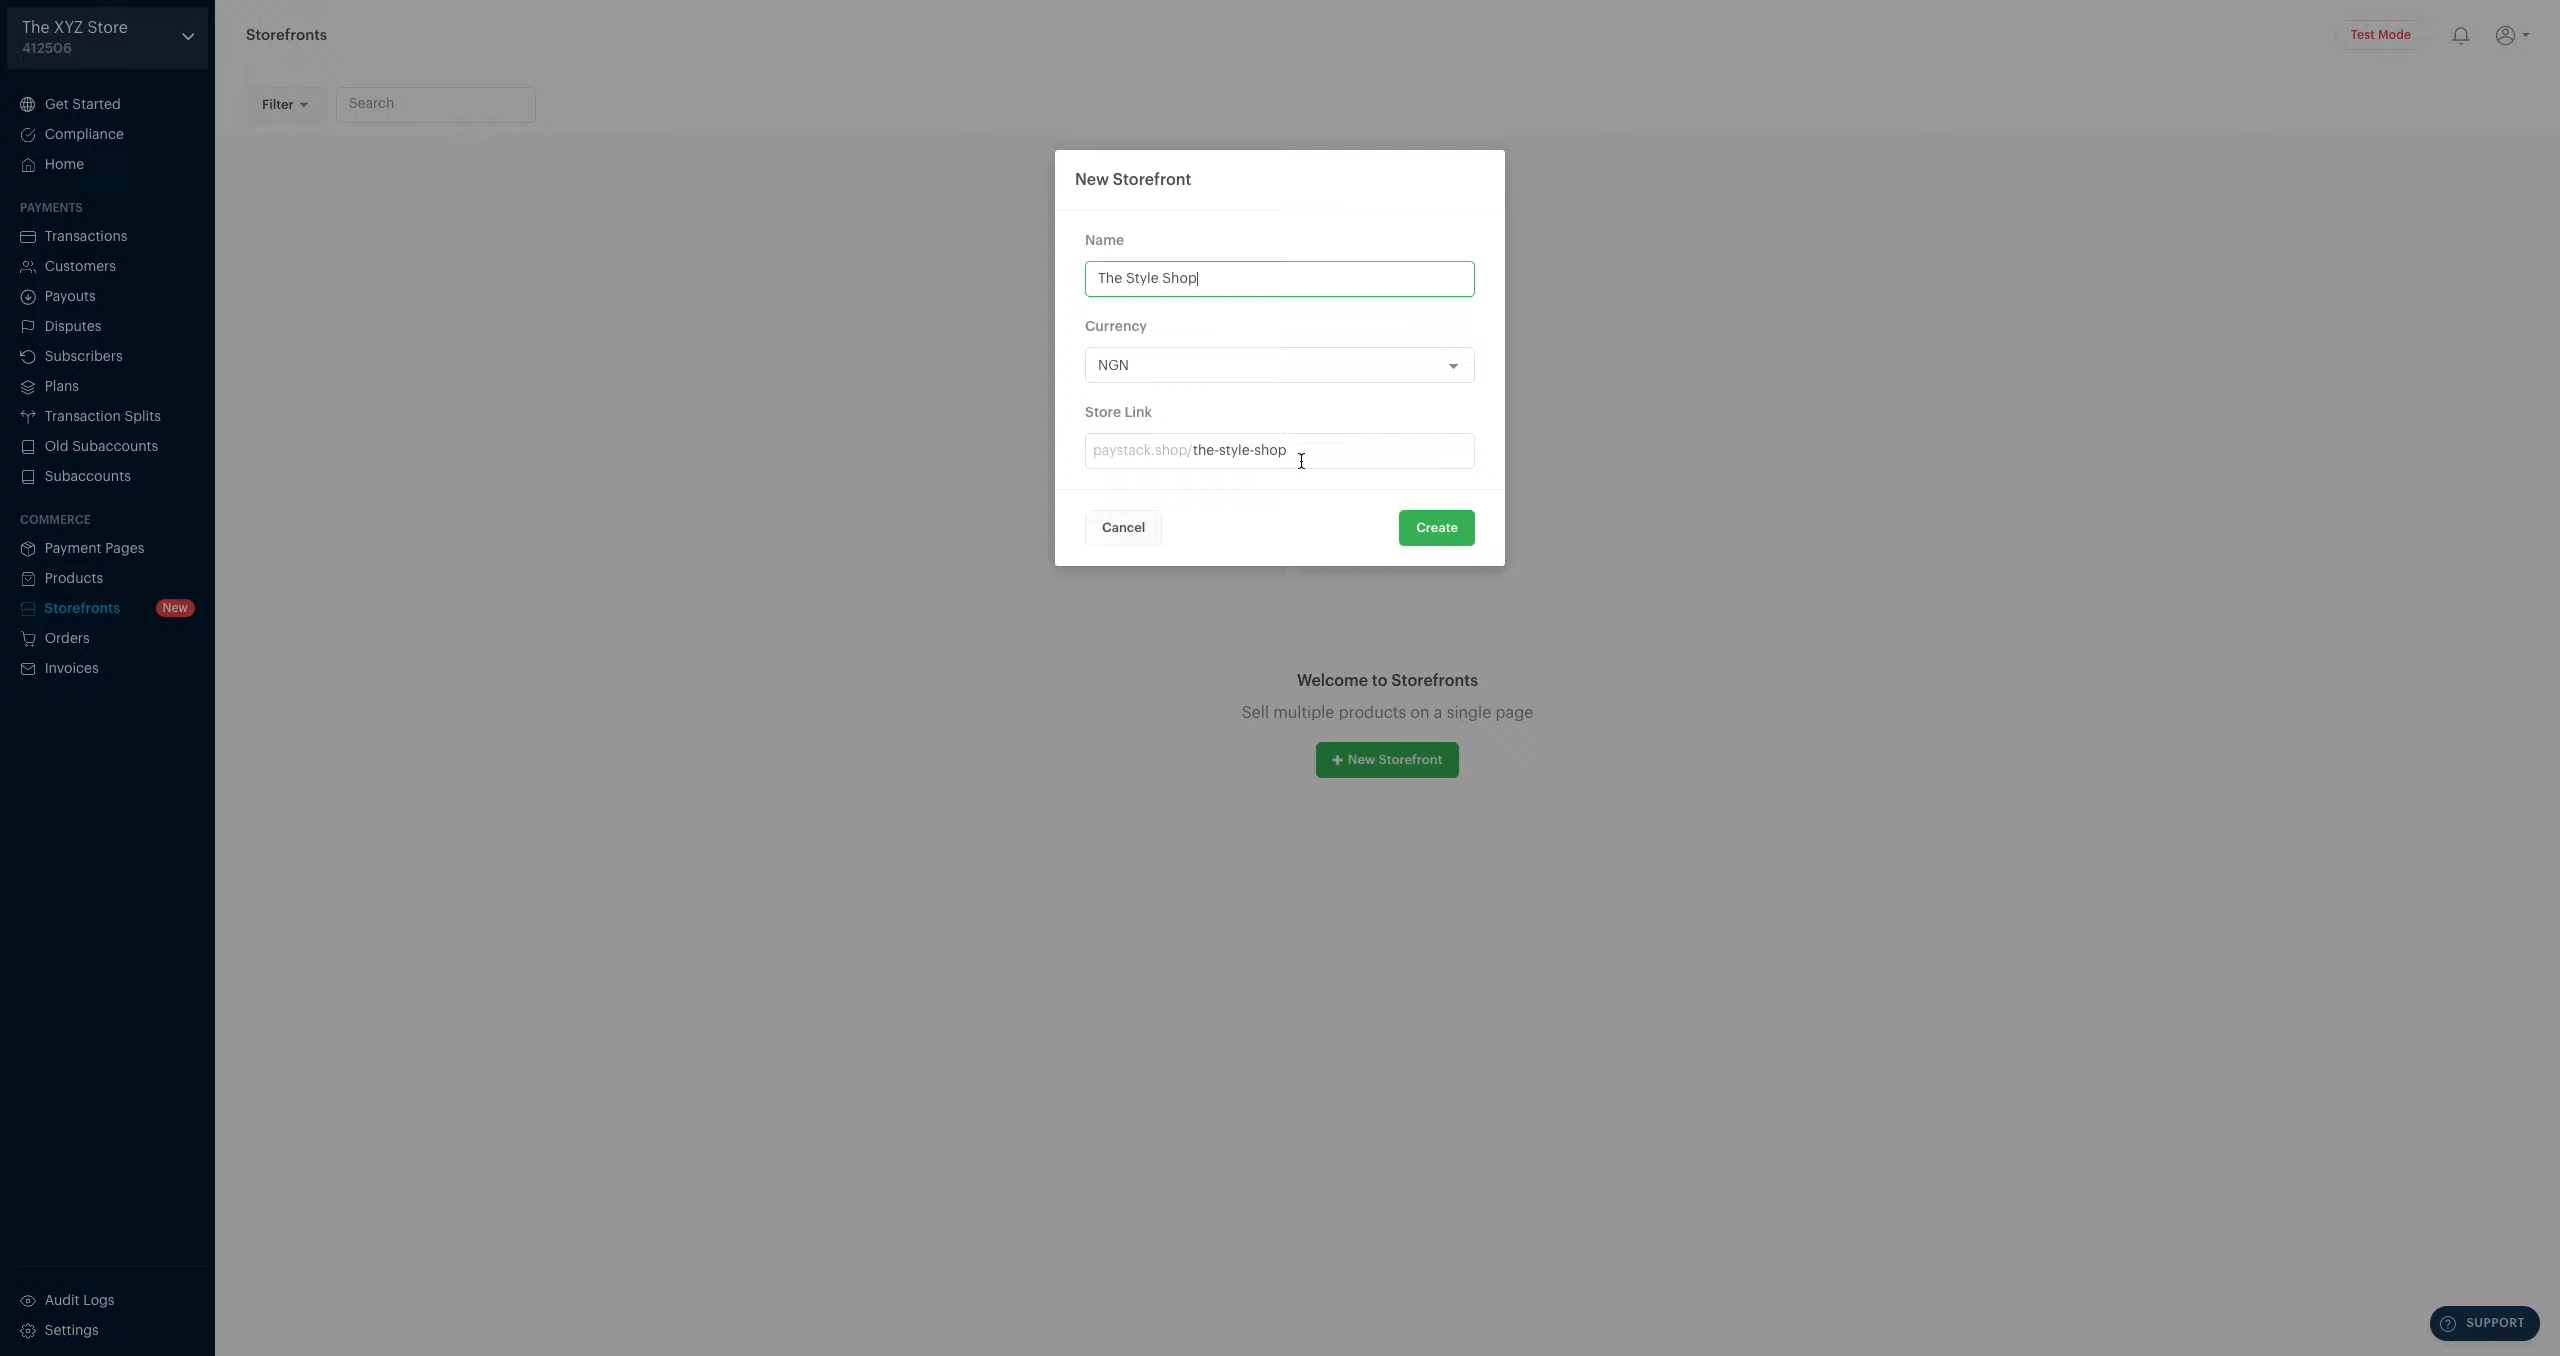 The XYZ Store
412506
Get Started
Compliance
Home
PAYMENTS
Transactions
Customers
Payouts
Disputes
Subscribers
Plans
Transaction Splits
Old Subaccounts
Subaccounts
COMMERCE
Payment Pages
Products
Storefronts New
Orders
Invoices
Audit Logs
Settings
Storefronts
Test Mode
Filter
Search
New Storefront
Name
The Style Shop
Currency
NGN
Store Link
paystack.shop/the-style-shop
Cancel
Create
Welcome to Storefronts
Sell multiple products on a single page
+ New Storefront
? SUPPORT